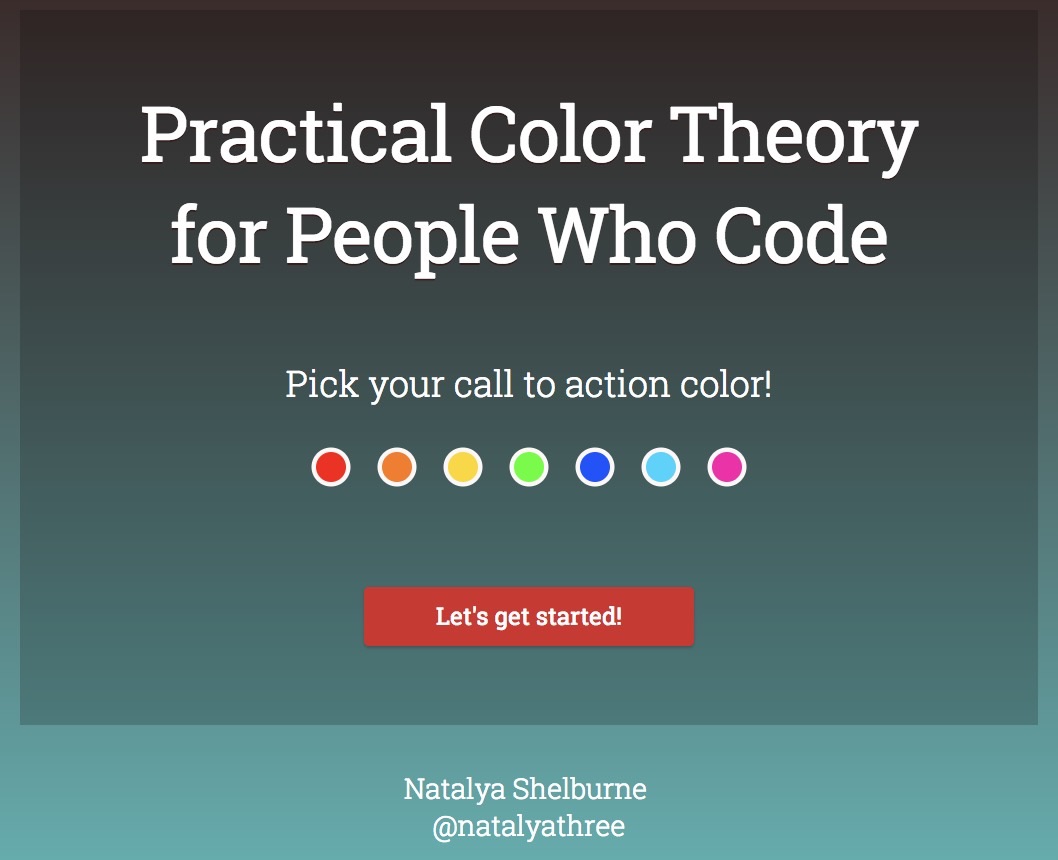 Practical Color Theory
for People Who Code
Pick your call to action color!
Let's get started!
Natalya Shelburne
@natalyathree